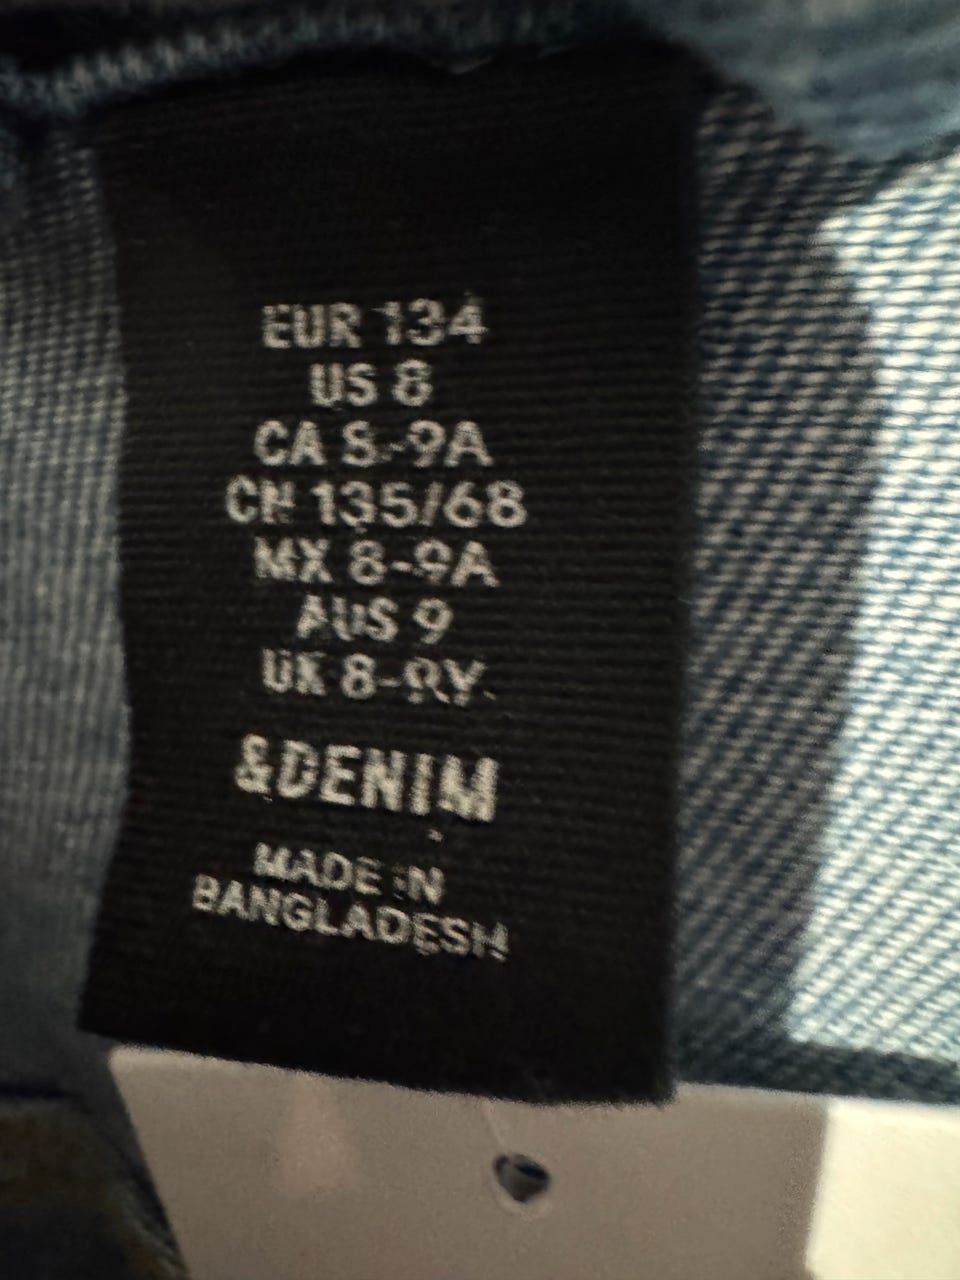 EUR 134
US 8
CA 8-9A
CN 135/68
MX 8-9A
AUS 9
UK 8-9Y
&DENIM
MADE IN
BANGLADESH